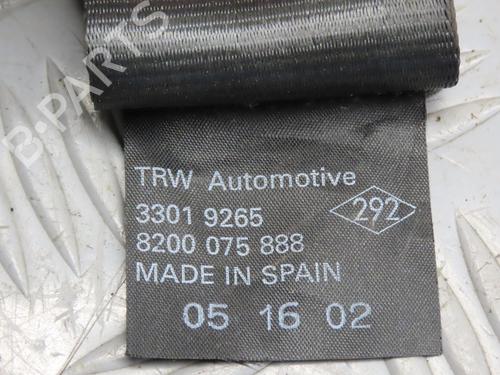 B-PARTS
TRW Automotive
3301 9265
292
8200 075 888
MADE IN SPAIN
05 16 02